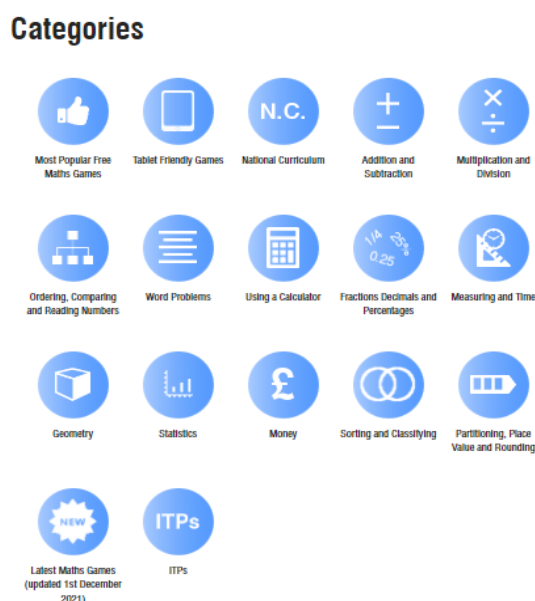 Categories
N.C.
Most Popular Free
Maths Games
Tablet Friendly Games
National Curriculum
Addition and
Subtraction
Multiplication and
Division
1/4 25%
0.25
Ordering, Comparing
and Reading Numbers
Word Problems
Using a Calculator
Fractions Decimals and
Percentages
Measuring and Time
£
Geometry
Statistics
Money
Sorting and Classifying
Partitioning, Place
Value and Rounding
NEW
ITPs
Latest Maths Games
(updated 1st December
2021)
ITPs